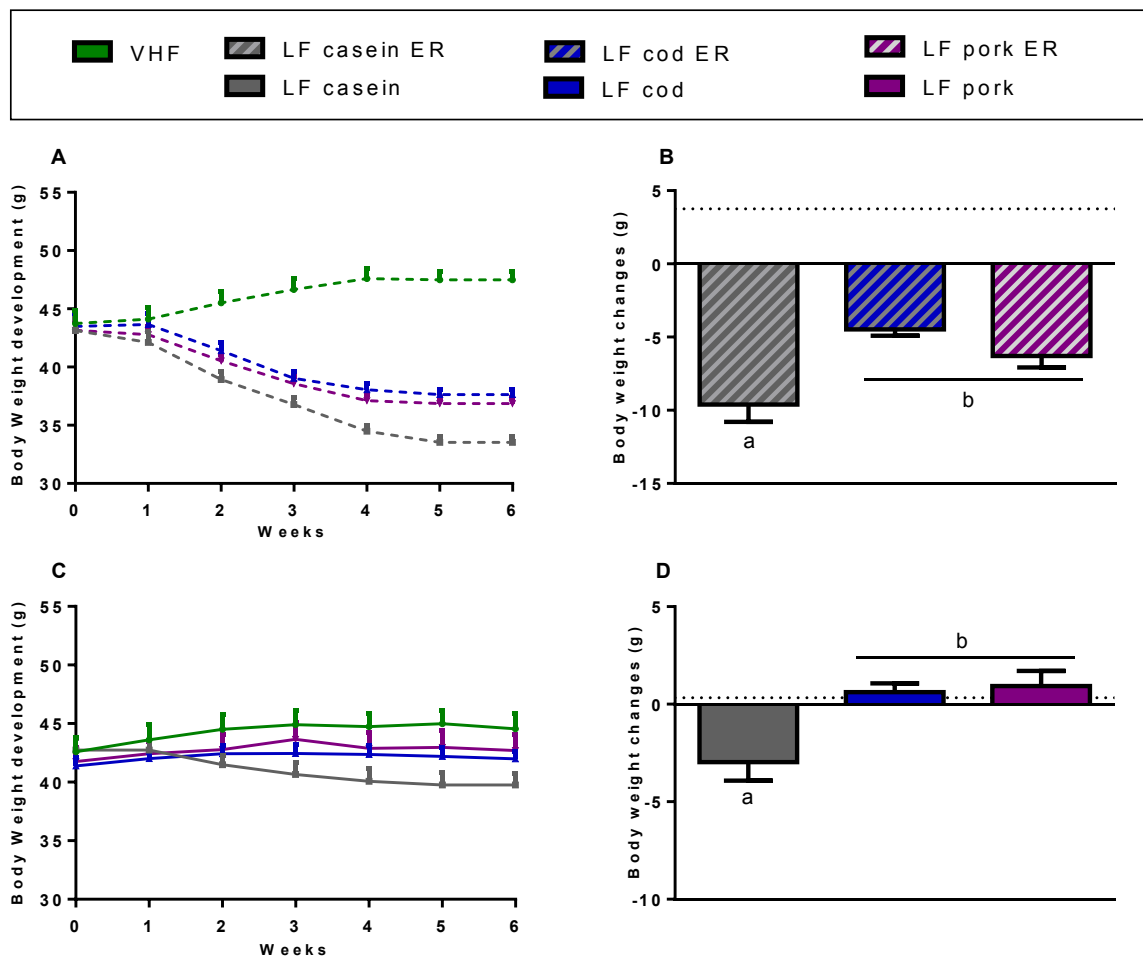 VHF
LF casein ER
LF cod ER
LF pork ER
LF casein
LF cod
LF pork
A
Body Weight development (g)
55
50
45
40
35
30
0 1 2 3 4 5 6
Weeks
B
Body weight changes (g)
5
0
-5
-10
-15
a
b
C
Body Weight development (g)
55
50
45
40
35
30
0 1 2 3 4 5 6
Weeks
D
Body weight changes (g)
5
0
-5
-10
b
a